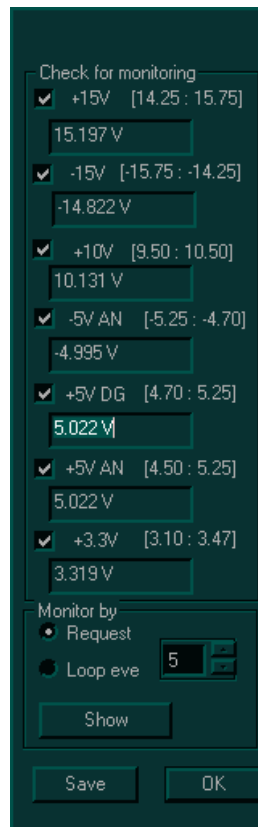 Check for monitoring
+15V [14.25 : 15.75]
15.197 V
-15V [-15.75 : -14.25]
-14.822 V
+10V [9.50 : 10.50]
10.131 V
-5V AN [-5.25 : -4.70]
-4.995 V
+5V DG [4.70 : 5.25]
5.022 V
+5V AN [4.50 : 5.25]
5.022 V
+3.3V [3.10 : 3.47]
3.319 V
Monitor by
Request
Loop eve 5
Show
Save OK